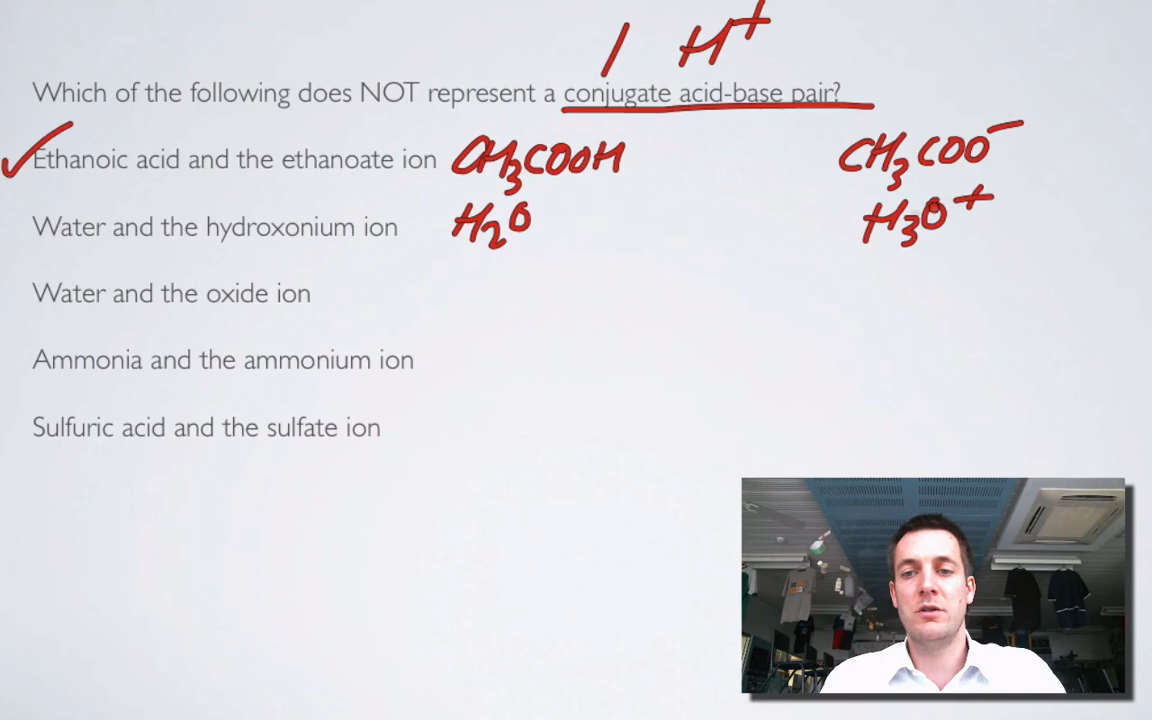 1 H⁺
Which of the following does NOT represent a conjugate acid-base pair?
Ethanoic acid and the ethanoate ion CH₃COOH CH₃COO⁻
Water and the hydroxonium ion H₂O H₃O⁺
Water and the oxide ion
Ammonia and the ammonium ion
Sulfuric acid and the sulfate ion